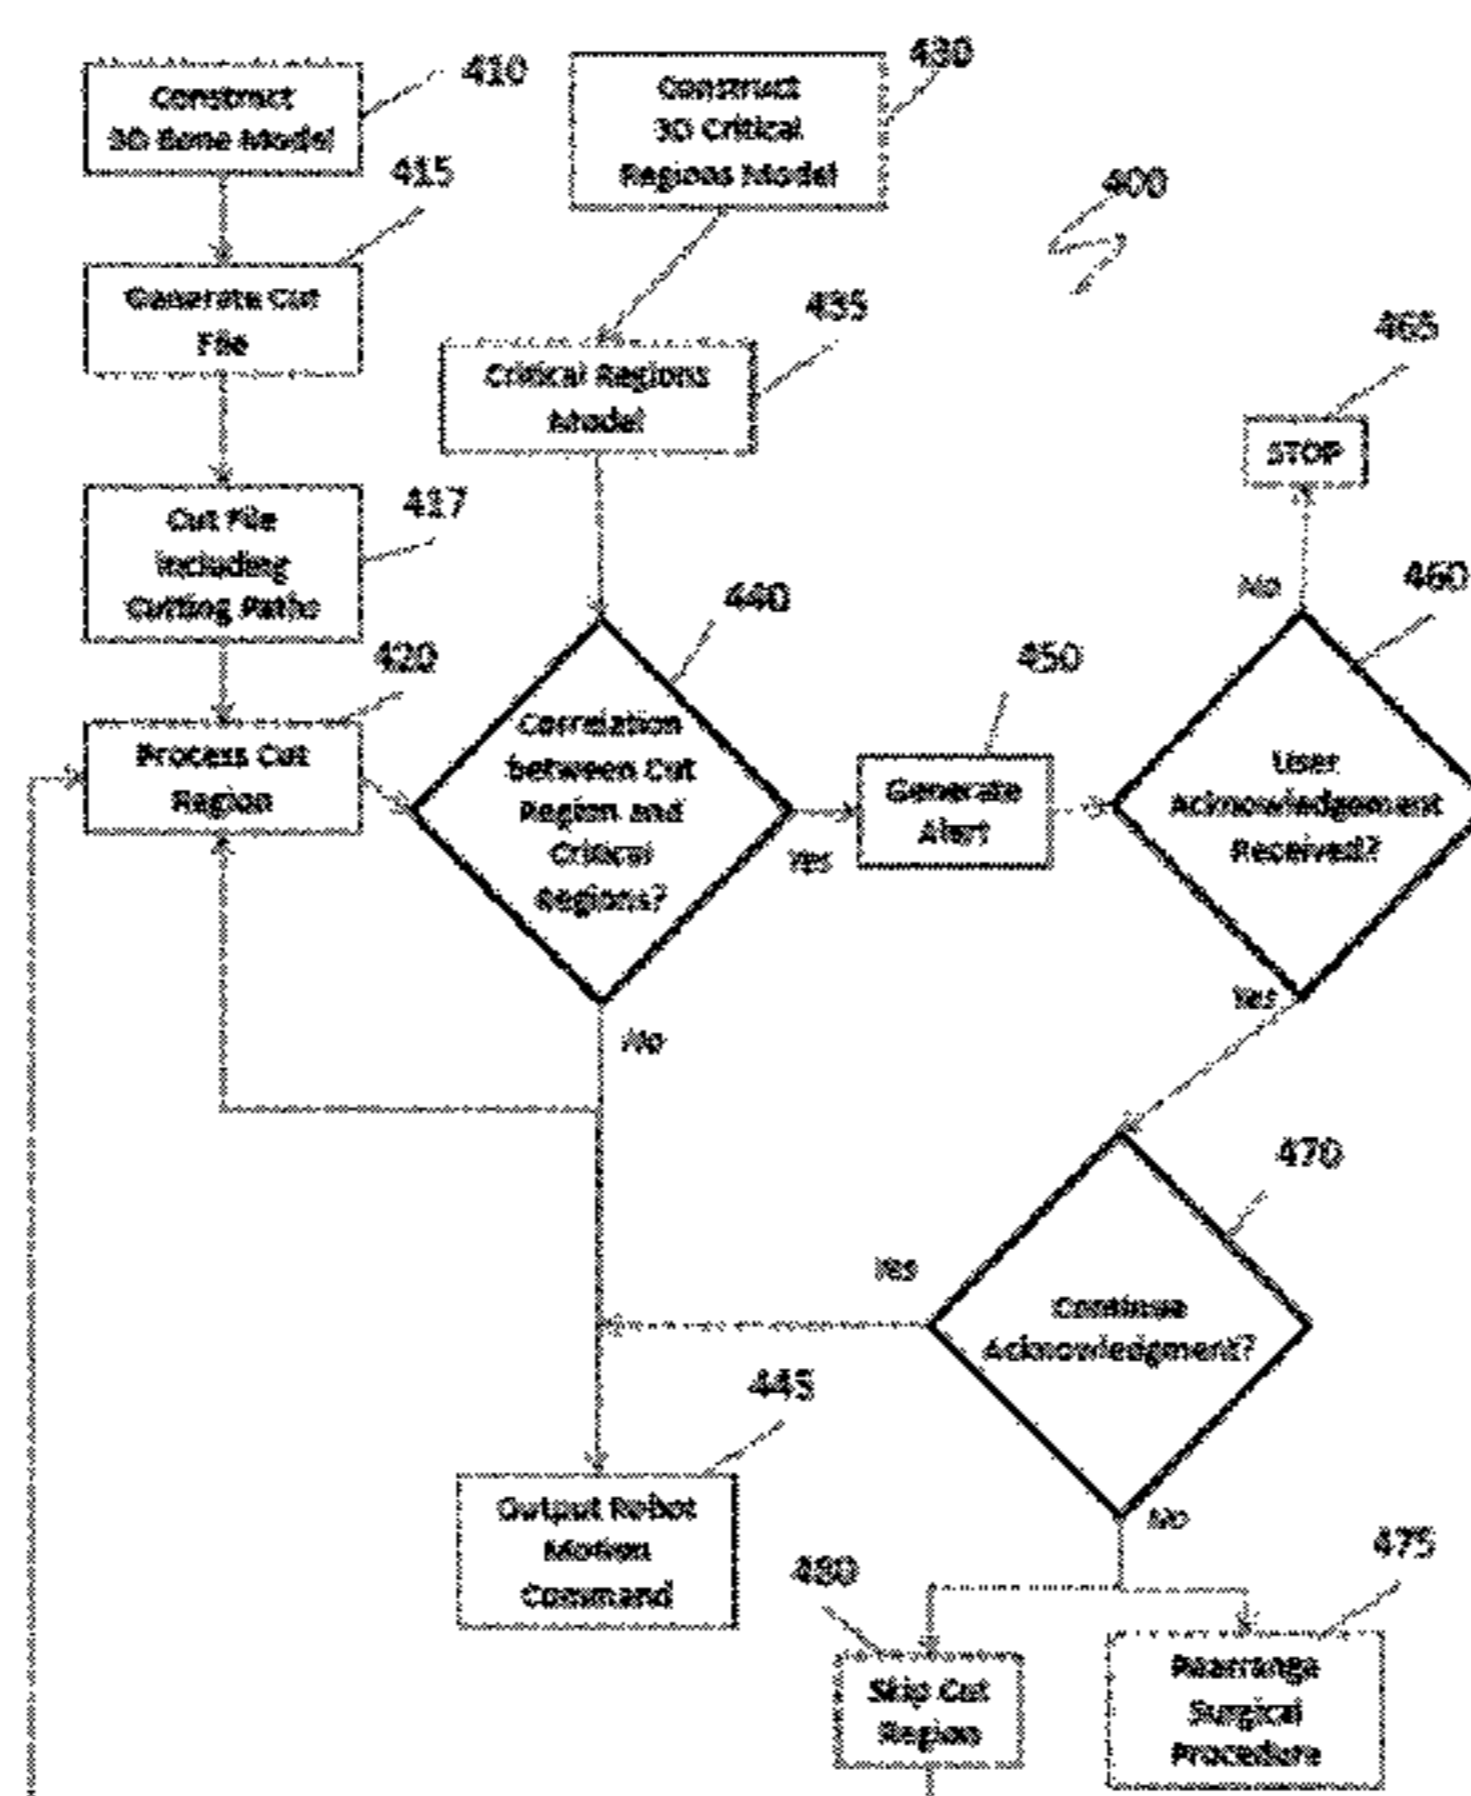 410
Construct
3D Bone Model
430
Construct
3D Critical
Regions Model
415
400
Generate Cut
File
435
Critical Regions
Model
465
STOP
417
Cut File
including
Cutting Paths
No
460
440
420
450
Process Cut
Region
Correlation
between Cut
Region and
Critical
Regions?
Yes
Generate
Alert
User
Acknowledgement
Received?
Yes
No
470
Yes
Continue
Acknowledgment?
445
Output Robot
Motion
Command
No
480
475
Skip Cut
Region
Rearrange
Surgical
Procedure